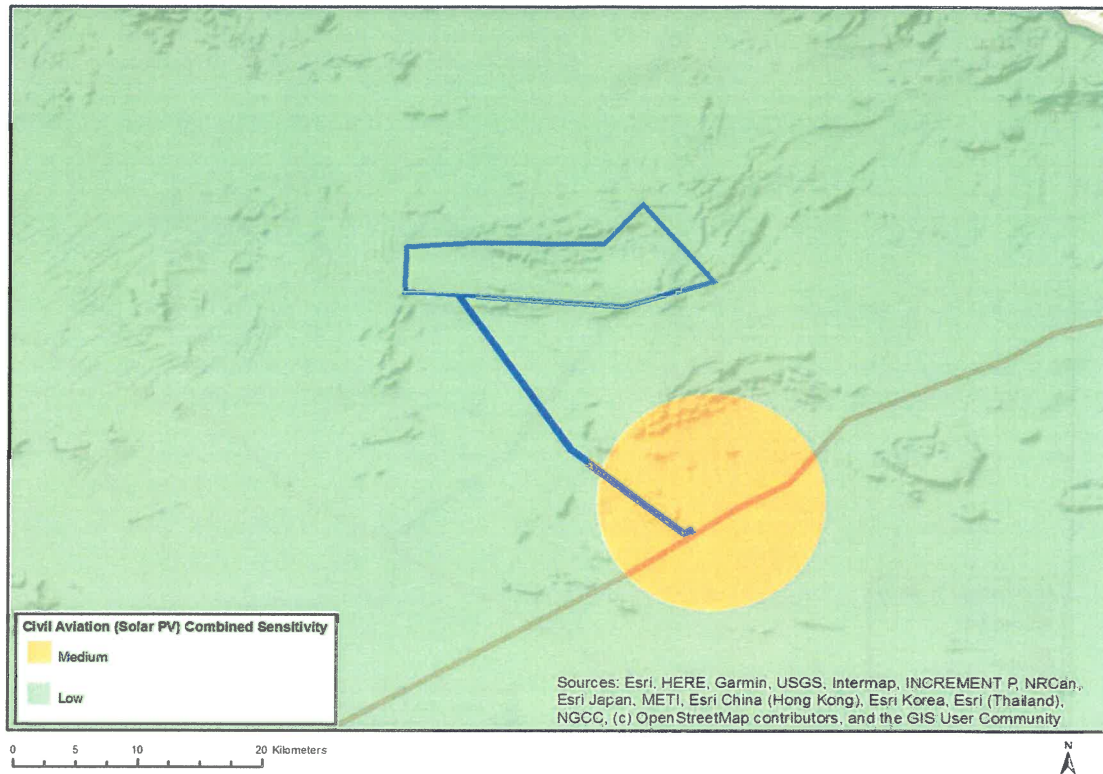 Civil Aviation (Solar PV) Combined Sensitivity
Medium
Low
Sources: Esri, HERE, Garmin, USGS, Intermap, INCREMENT P, NRCan,
Esri Japan, METI, Esri China (Hong Kong), Esri Korea, Esri (Thailand),
NGCC, (c) OpenStreetMap contributors, and the GIS User Community
0 5 10 20 Kilometers
N